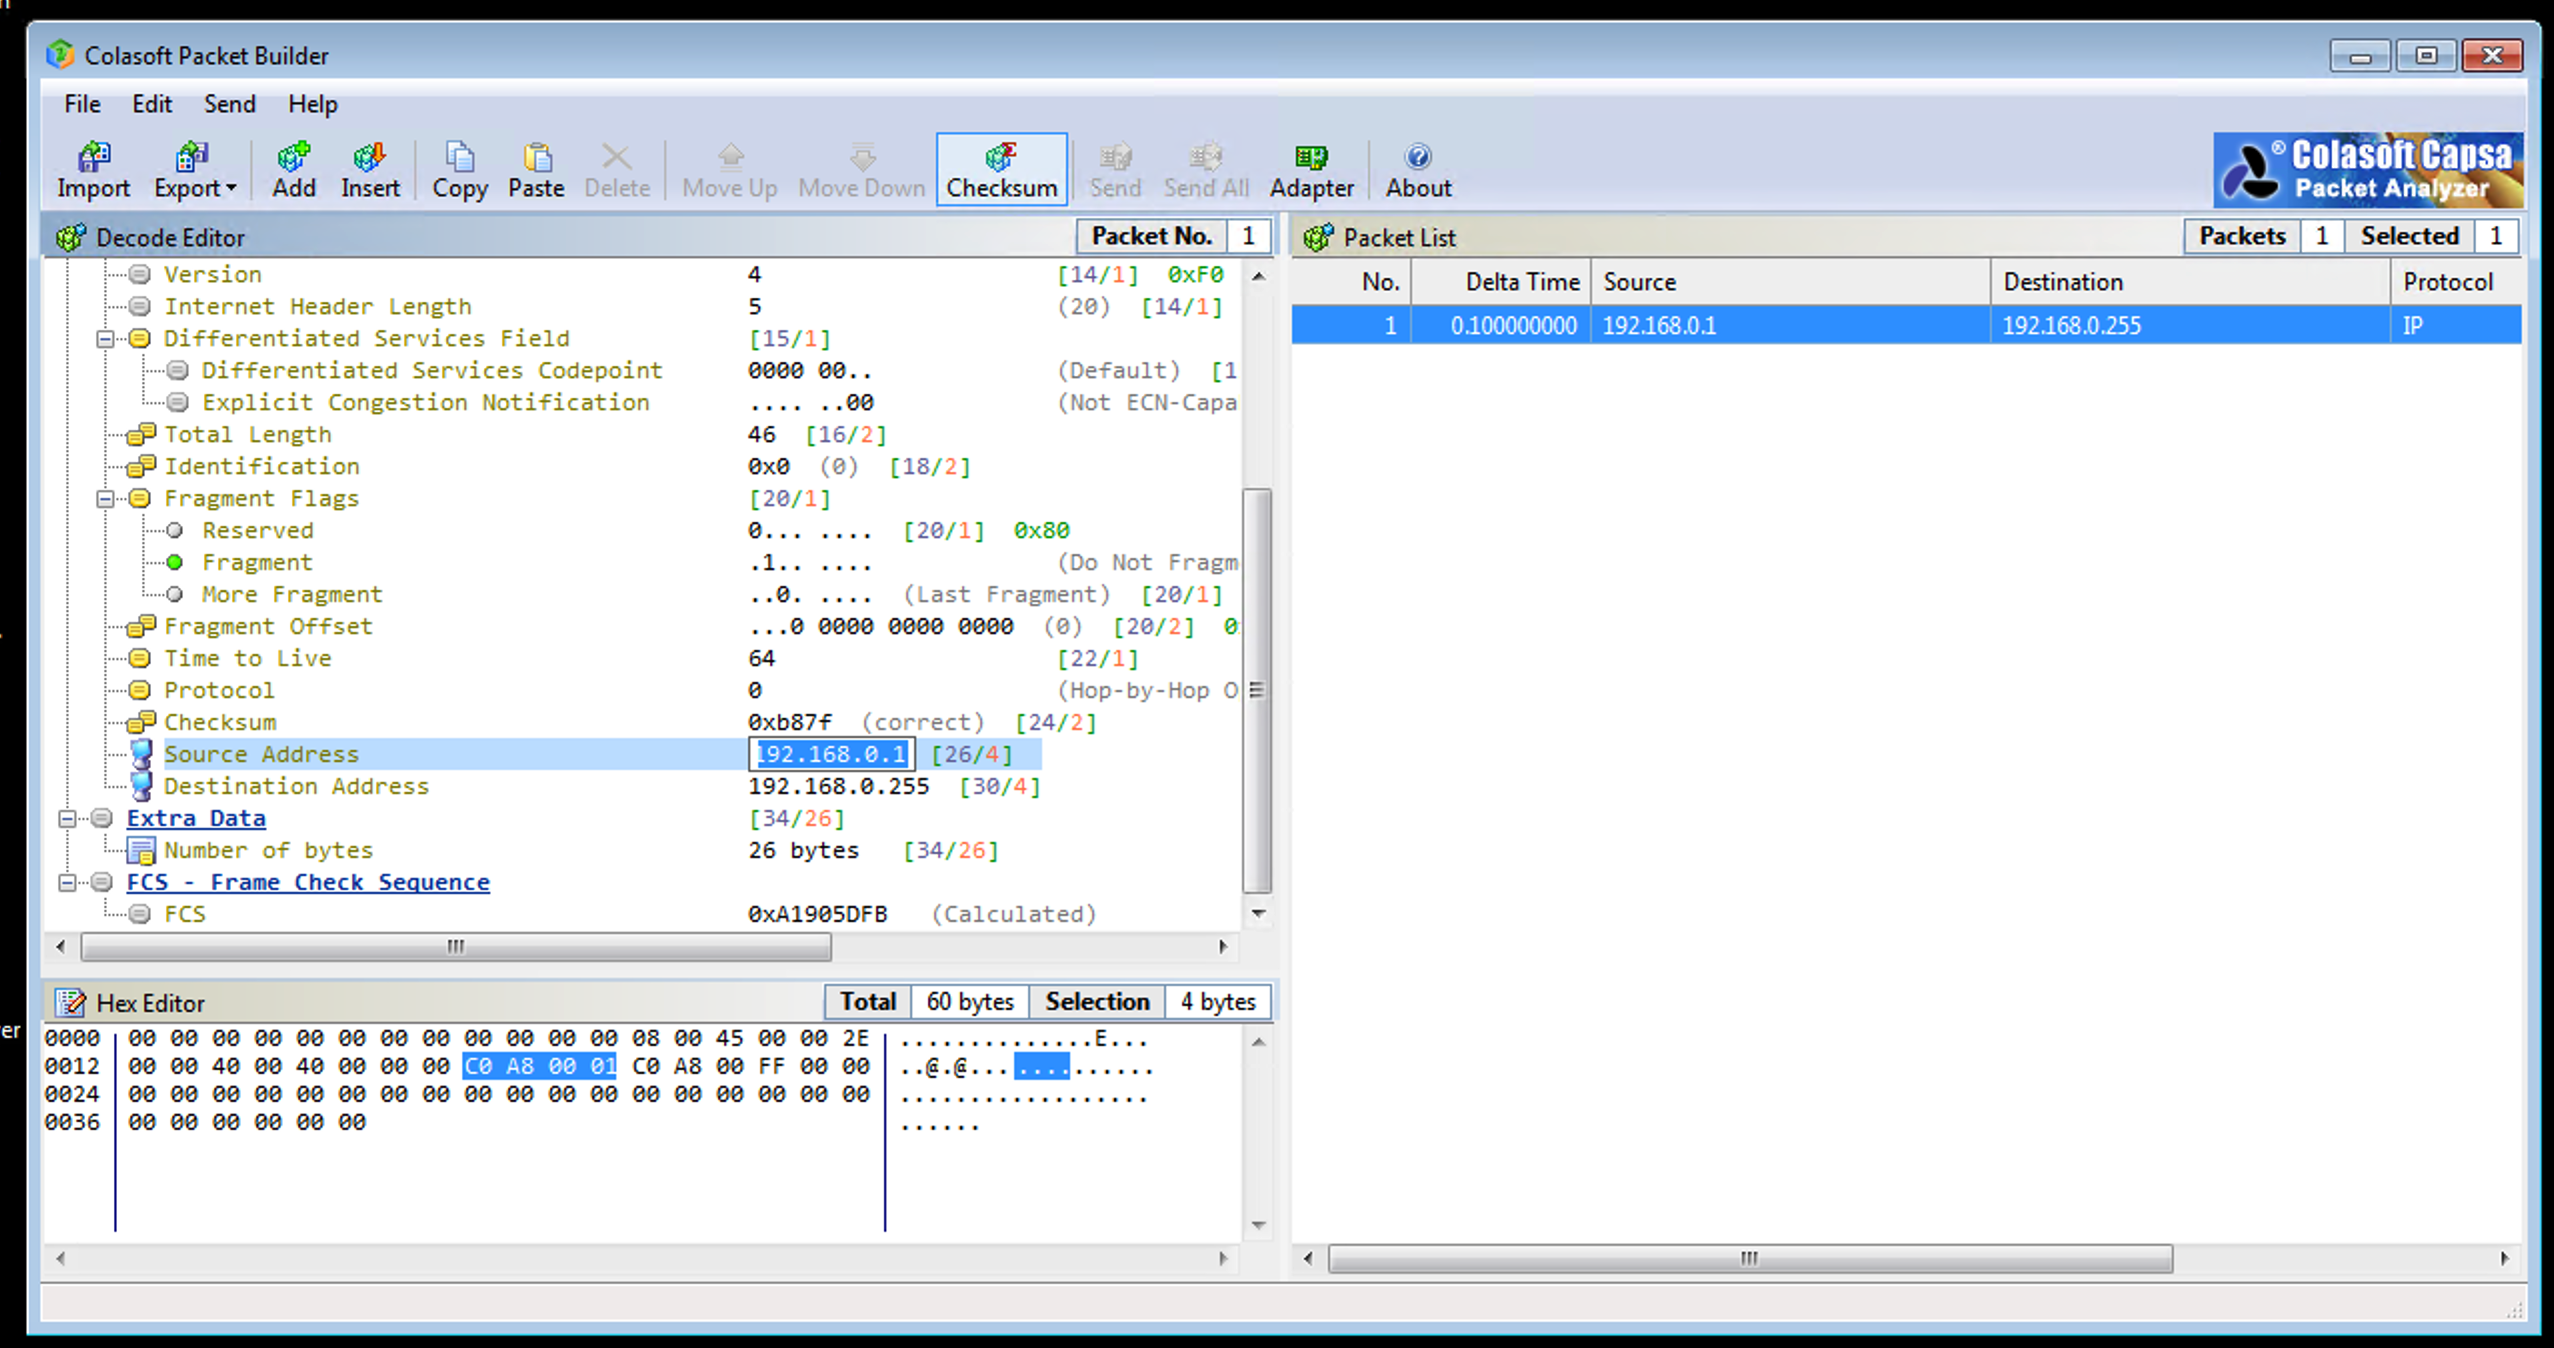 Colasoft Packet Builder
File Edit Send Help
Import Export Add Insert Copy Paste Delete Move Up Move Down Checksum Send Send All Adapter About
® Colasoft Capsa
Packet Analyzer
Decode Editor Packet No. 1
Version 4 [14/1] 0xF0
Internet Header Length 5 (20) [14/1]
Differentiated Services Field [15/1]
Differentiated Services Codepoint 0000 00.. (Default) [1
Explicit Congestion Notification .... ..00 (Not ECN-Capa
Total Length 46 [16/2]
Identification 0x0 (0) [18/2]
Fragment Flags [20/1]
Reserved 0... .... [20/1] 0x80
Fragment .1.. .... (Do Not Fragm
More Fragment ..0. .... (Last Fragment) [20/1]
Fragment Offset ...0 0000 0000 0000 (0) [20/2] 0
Time to Live 64 [22/1]
Protocol 0 (Hop-by-Hop O
Checksum 0xb87f (correct) [24/2]
Source Address 192.168.0.1 [26/4]
Destination Address 192.168.0.255 [30/4]
Extra Data [34/26]
Number of bytes 26 bytes [34/26]
FCS - Frame Check Sequence
FCS 0xA1905DFB (Calculated)
Hex Editor Total 60 bytes Selection 4 bytes
0000 00 00 00 00 00 00 00 00 00 00 00 00 08 00 45 00 00 2E ..............E...
0012 00 00 40 00 40 00 00 00 C0 A8 00 01 C0 A8 00 FF 00 00 ..@.@.............
0024 00 00 00 00 00 00 00 00 00 00 00 00 00 00 00 00 00 00 ..................
0036 00 00 00 00 00 00 ......
Packet List Packets 1 Selected 1
No. Delta Time Source Destination Protocol
1 0.100000000 192.168.0.1 192.168.0.255 IP
ver